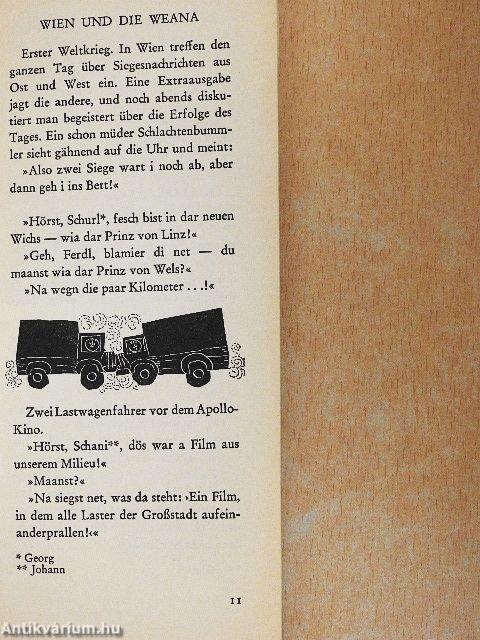 WIEN UND DIE WEANA
Erster Weltkrieg. In Wien treffen den
ganzen Tag über Siegesnachrichten aus
Ost und West ein. Eine Extraausgabe
jagt die andere, und noch abends disku-
tiert man begeistert über die Erfolge des
Tages. Ein schon müder Schlachtenbumm-
ler sieht gähnend auf die Uhr und meint:
»Also zwei Siege wart i noch ab, aber
dann geh i ins Bett!«
»Hörst, Schurl*, fesch bist in dar neuen
Wichs — wia dar Prinz von Linz!«
»Geh, Ferdl, blamier di net — du
maanst wia dar Prinz von Wels?«
»Na wegn die paar Kilometer . . .!«
Zwei Lastwagenfahrer vor dem Apollo-
Kino.
»Hörst, Schani**, dös war a Film aus
unserem Milieu!«
»Maanst?«
»Na siegst net, was da steht: ›Ein Film,
in dem alle Laster der Großstadt aufein-
anderprallen!‹«
* Georg
** Johann
11
Antikvárium.hu